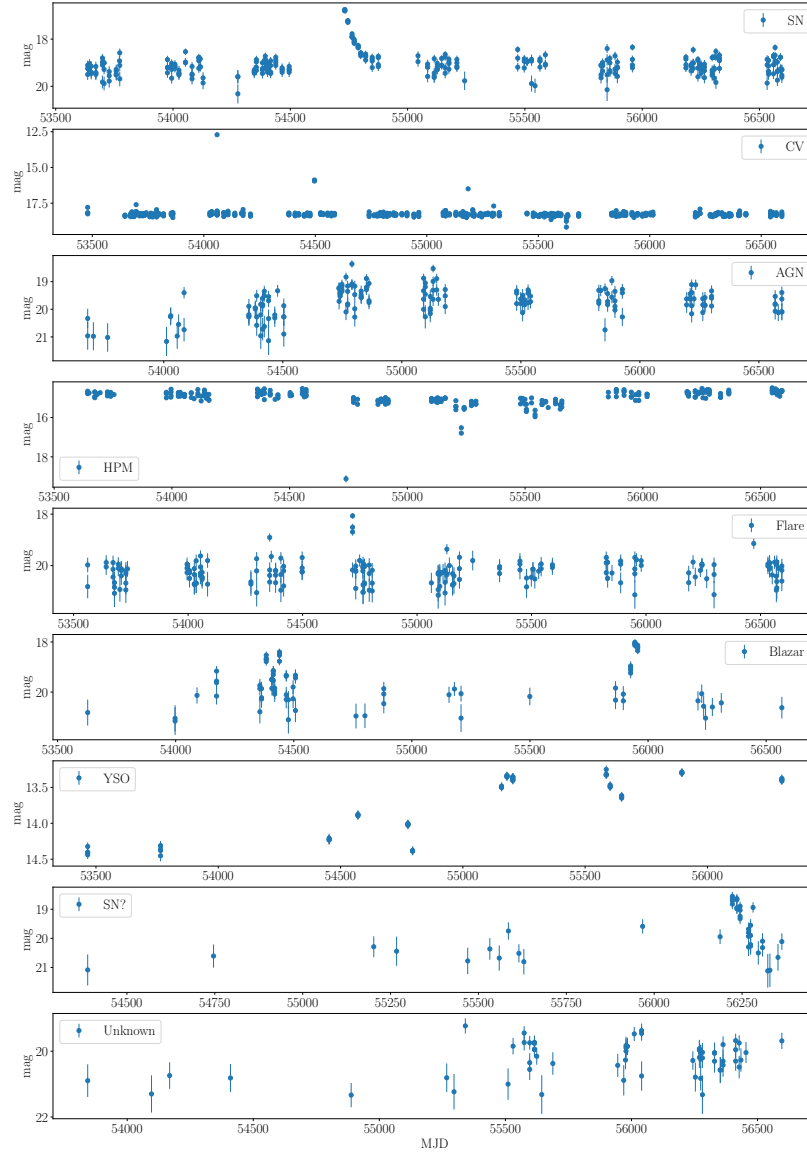 SN
mag
18
20
53500 54000 54500 55000 55500 56000 56500
CV
mag
12.5
15.0
17.5
53500 54000 54500 55000 55500 56000 56500
AGN
mag
19
20
21
54000 54500 55000 55500 56000 56500
HPM
mag
16
18
53500 54000 54500 55000 55500 56000 56500
Flare
mag
18
20
53500 54000 54500 55000 55500 56000 56500
Blazar
mag
18
20
53500 54000 54500 55000 55500 56000 56500
YSO
mag
13.5
14.0
14.5
53500 54000 54500 55000 55500 56000
SN?
mag
19
20
21
54500 54750 55000 55250 55500 55750 56000 56250
Unknown
mag
20
22
54000 54500 55000 55500 56000 56500
MJD